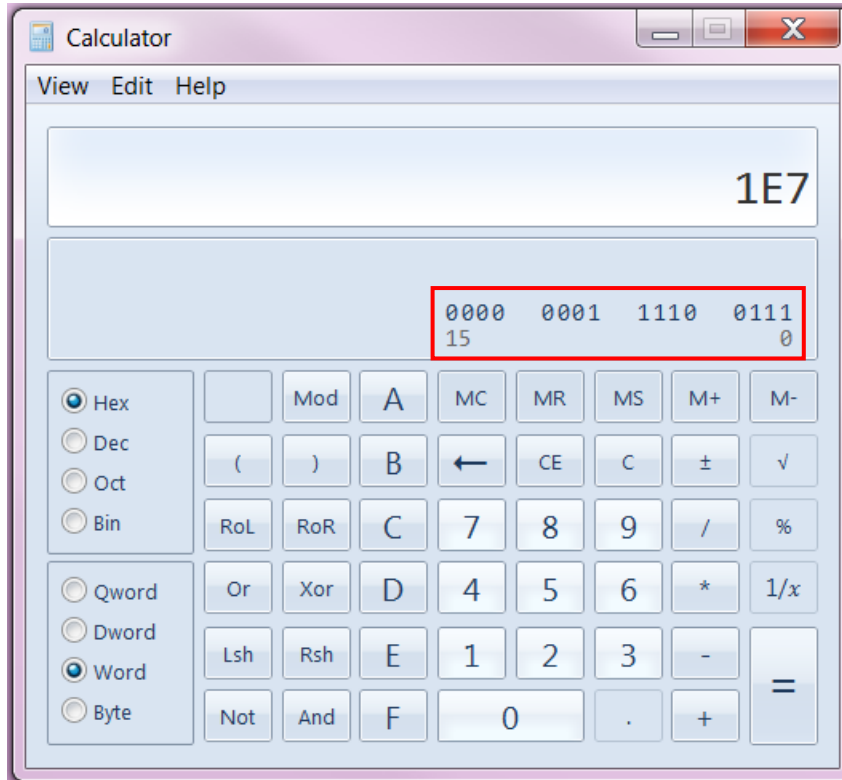 Calculator
View Edit Help
1E7
0000 0001 1110 0111
15 0
Hex Mod A MC MR MS M+ M-
Dec
( ) B ← CE C ± √
Oct
Bin RoL RoR C 7 8 9 / %
Qword Or Xor D 4 5 6 * 1/x
Dword
Lsh Rsh E 1 2 3 - =
Word
Byte Not And F 0 . +